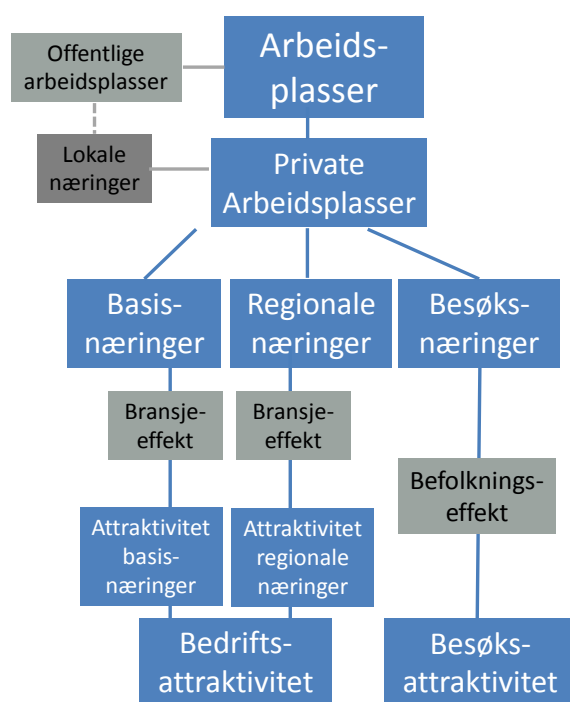 Arbeids-
plasser
Offentlige
arbeidsplasser
Lokale
næringer
Private
Arbeidsplasser
Basis-
næringer
Regionale
næringer
Besøks-
næringer
Bransje-
effekt
Bransje-
effekt
Befolknings-
effekt
Attraktivitet
basis-
næringer
Attraktivitet
regionale
næringer
Bedrifts-
attraktivitet
Besøks-
attraktivitet